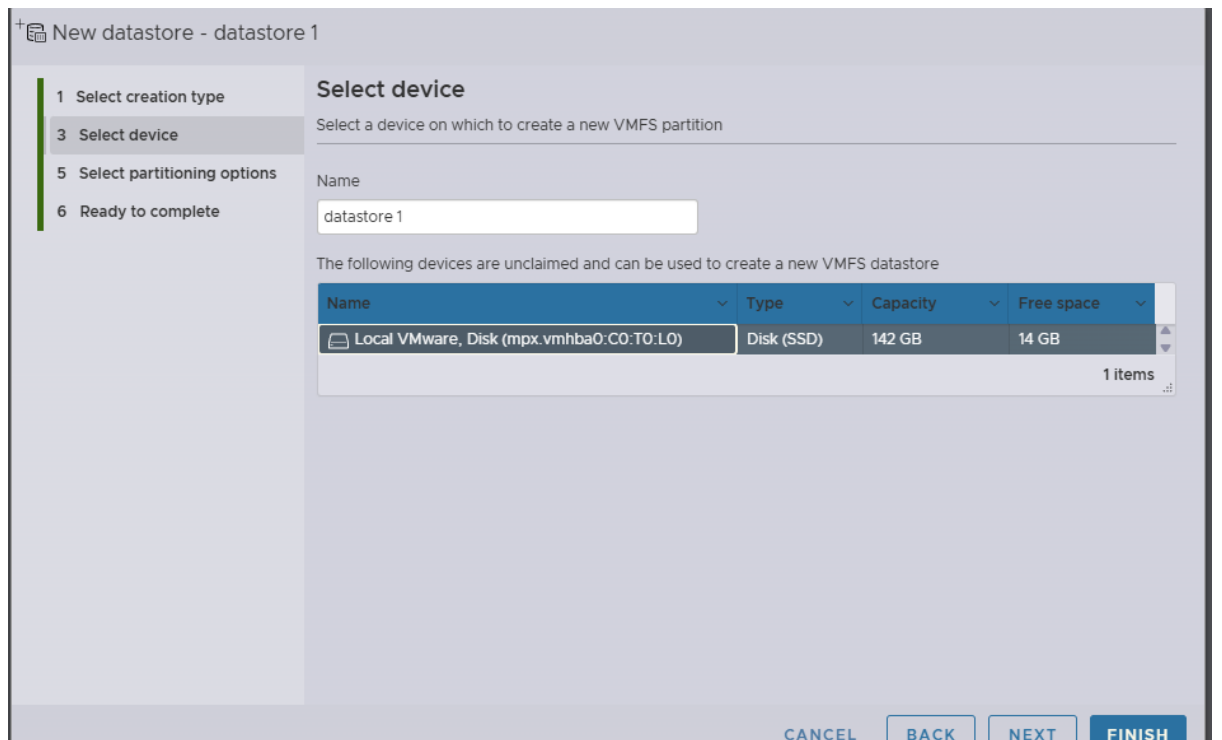 New datastore - datastore 1
1 Select creation type
3 Select device
5 Select partitioning options
6 Ready to complete
Select device
Select a device on which to create a new VMFS partition
Name
datastore 1
The following devices are unclaimed and can be used to create a new VMFS datastore
Name Type Capacity Free space
Local VMware, Disk (mpx.vmhba0:C0:T0:L0) Disk (SSD) 142 GB 14 GB
1 items
CANCEL BACK NEXT FINISH